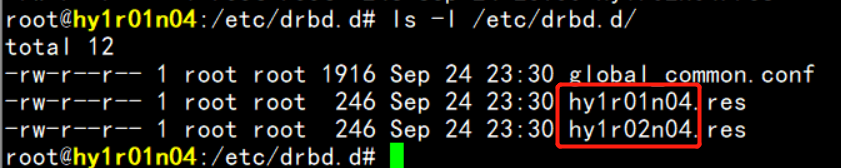 root@hy1r01n04:/etc/drbd.d# ls -l /etc/drbd.d/
total 12
-rw-r--r-- 1 root root 1916 Sep 24 23:30 global_common.conf
-rw-r--r-- 1 root root 246 Sep 24 23:30 hy1r01n04.res
-rw-r--r-- 1 root root 246 Sep 24 23:30 hy1r02n04.res
root@hy1r01n04:/etc/drbd.d#